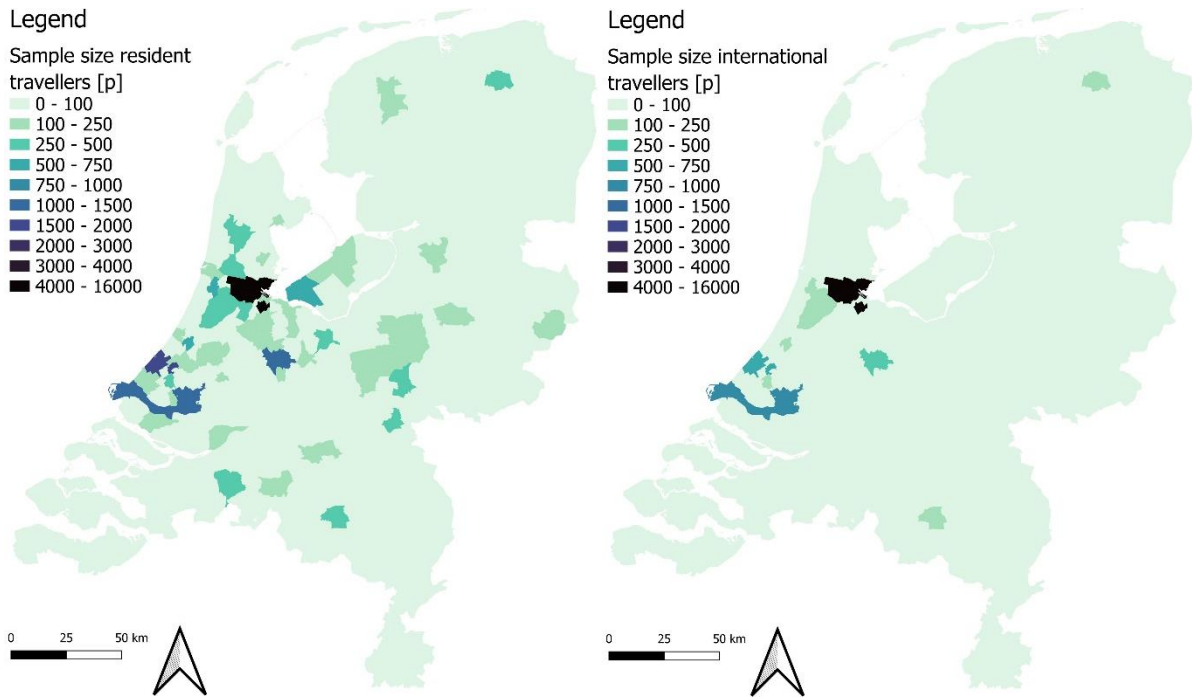 Legend
Sample size resident
travellers [p]
0 - 100
100 - 250
250 - 500
500 - 750
750 - 1000
1000 - 1500
1500 - 2000
2000 - 3000
3000 - 4000
4000 - 16000
0 25 50 km
Legend
Sample size international
travellers [p]
0 - 100
100 - 250
250 - 500
500 - 750
750 - 1000
1000 - 1500
1500 - 2000
2000 - 3000
3000 - 4000
4000 - 16000
0 25 50 km